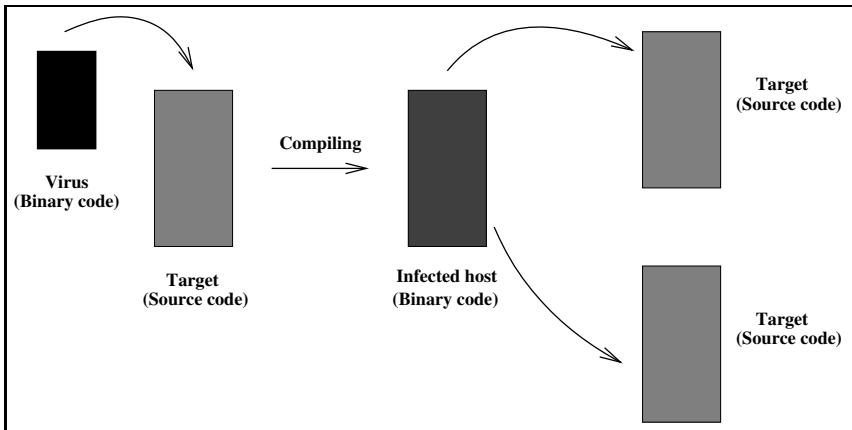 Virus
(Binary code)
Target
(Source code)
Compiling
Infected host
(Binary code)
Target
(Source code)
Target
(Source code)